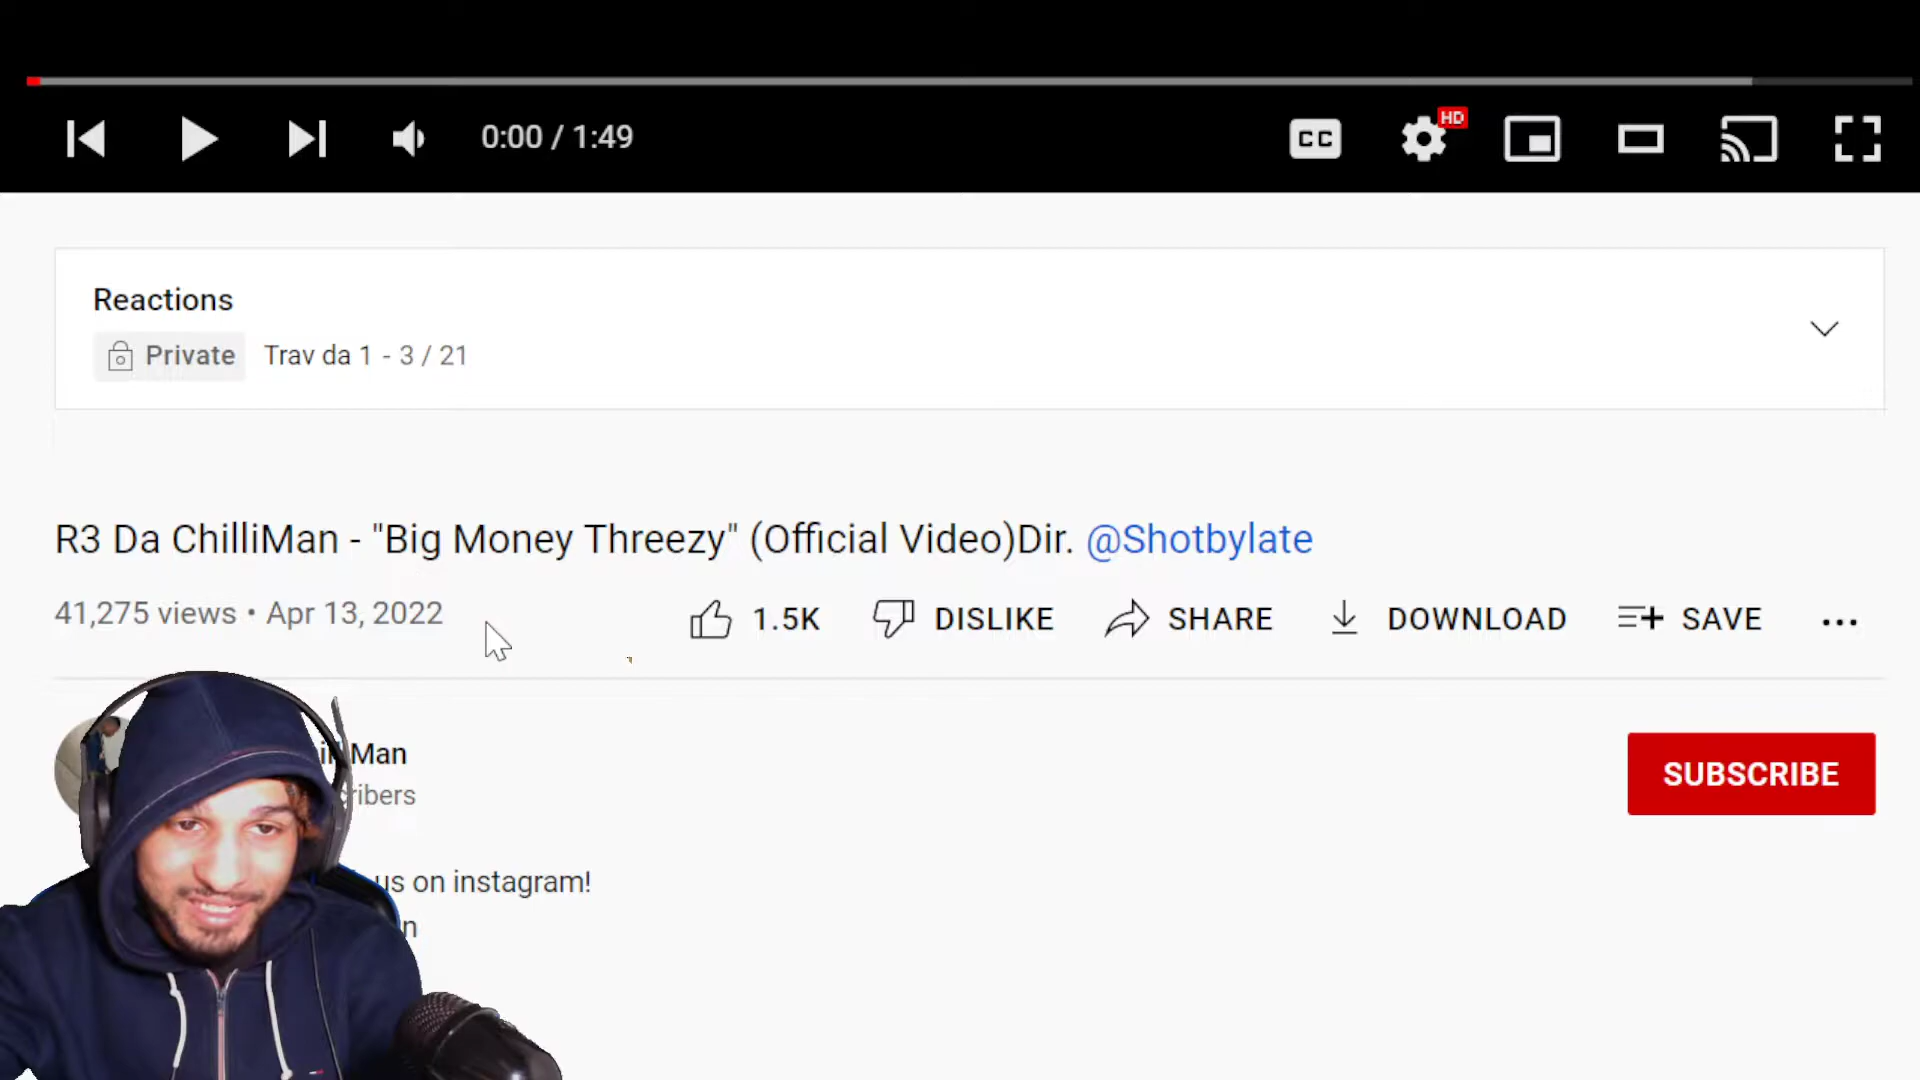 0:00 / 1:49
CC
HD
Reactions
Private Trav da 1 - 3 / 21
R3 Da ChilliMan - "Big Money Threezy" (Official Video)Dir. @Shotbylate
41,275 views • Apr 13, 2022
1.5K DISLIKE SHARE DOWNLOAD SAVE
Man
SUBSCRIBE
us on instagram!